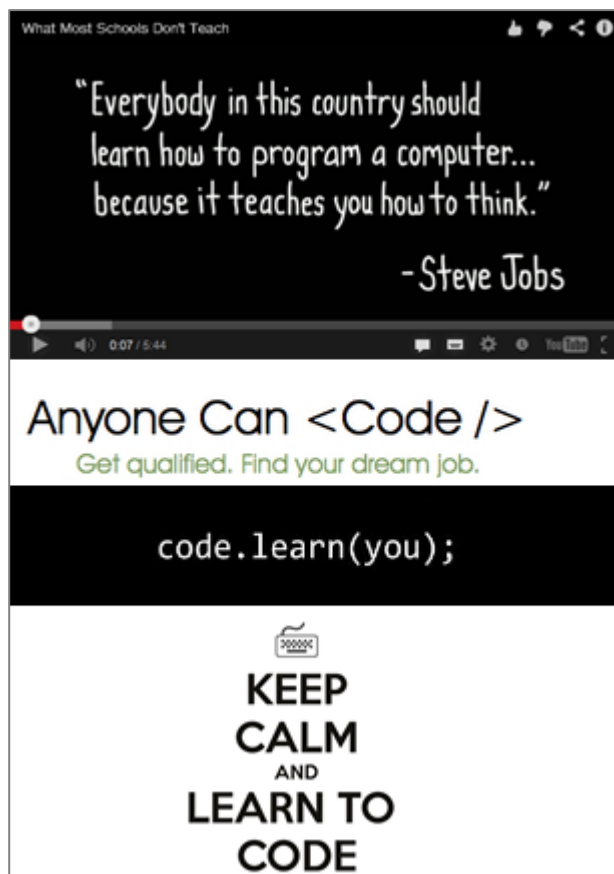 What Most Schools Don't Teach
“Everybody in this country should
learn how to program a computer...
because it teaches you how to think.”
-Steve Jobs
0:07 / 5:44
YouTube
Anyone Can <Code />
Get qualified. Find your dream job.
code.learn(you);
KEEP
CALM
AND
LEARN TO
CODE